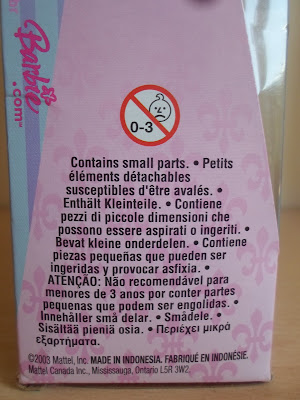 Barbie
.com™
0-3
Contains small parts. • Petits
éléments détachables
susceptibles d'être avalés. •
Enthält Kleinteile. • Contiene
pezzi di piccole dimensioni che
possono essere aspirati o ingeriti. •
Bevat kleine onderdelen. • Contiene
piezas pequeñas que pueden ser
ingeridas y provocar asfixia. •
ATENÇÃO: Não recomendável para
menores de 3 anos por conter partes
pequenas que podem ser engolidas. •
Innehåller små delar. • Smådele. •
Sisältää pieniä osia. • Περιέχει μικρά
εξαρτήματα.
©2003 Mattel, Inc. MADE IN INDONESIA. FABRIQUÉ EN INDONÉSIE.
Mattel Canada Inc., Mississauga, Ontario L5R 3W2.